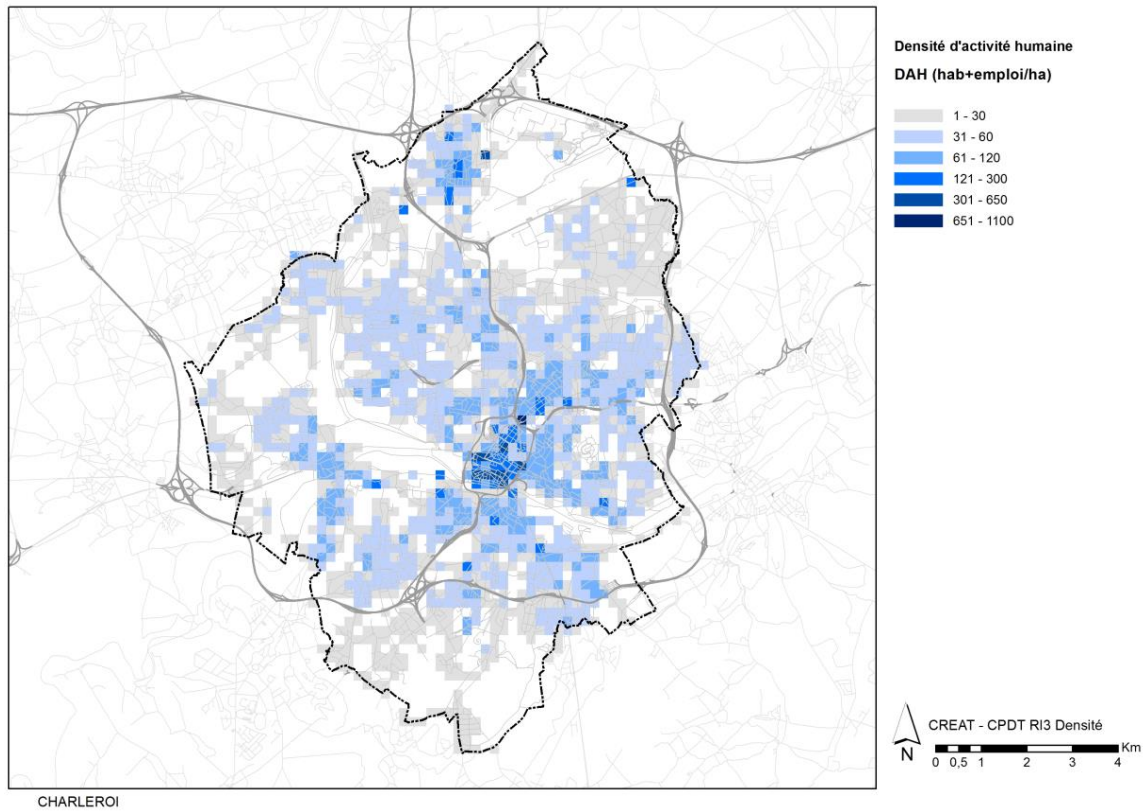 Densité d'activité humaine
DAH (hab+emploi/ha)
1 - 30
31 - 60
61 - 120
121 - 300
301 - 650
651 - 1100
CREAT - CPDT RI3 Densité
N
Km
0 0,5 1 2 3 4
CHARLEROI